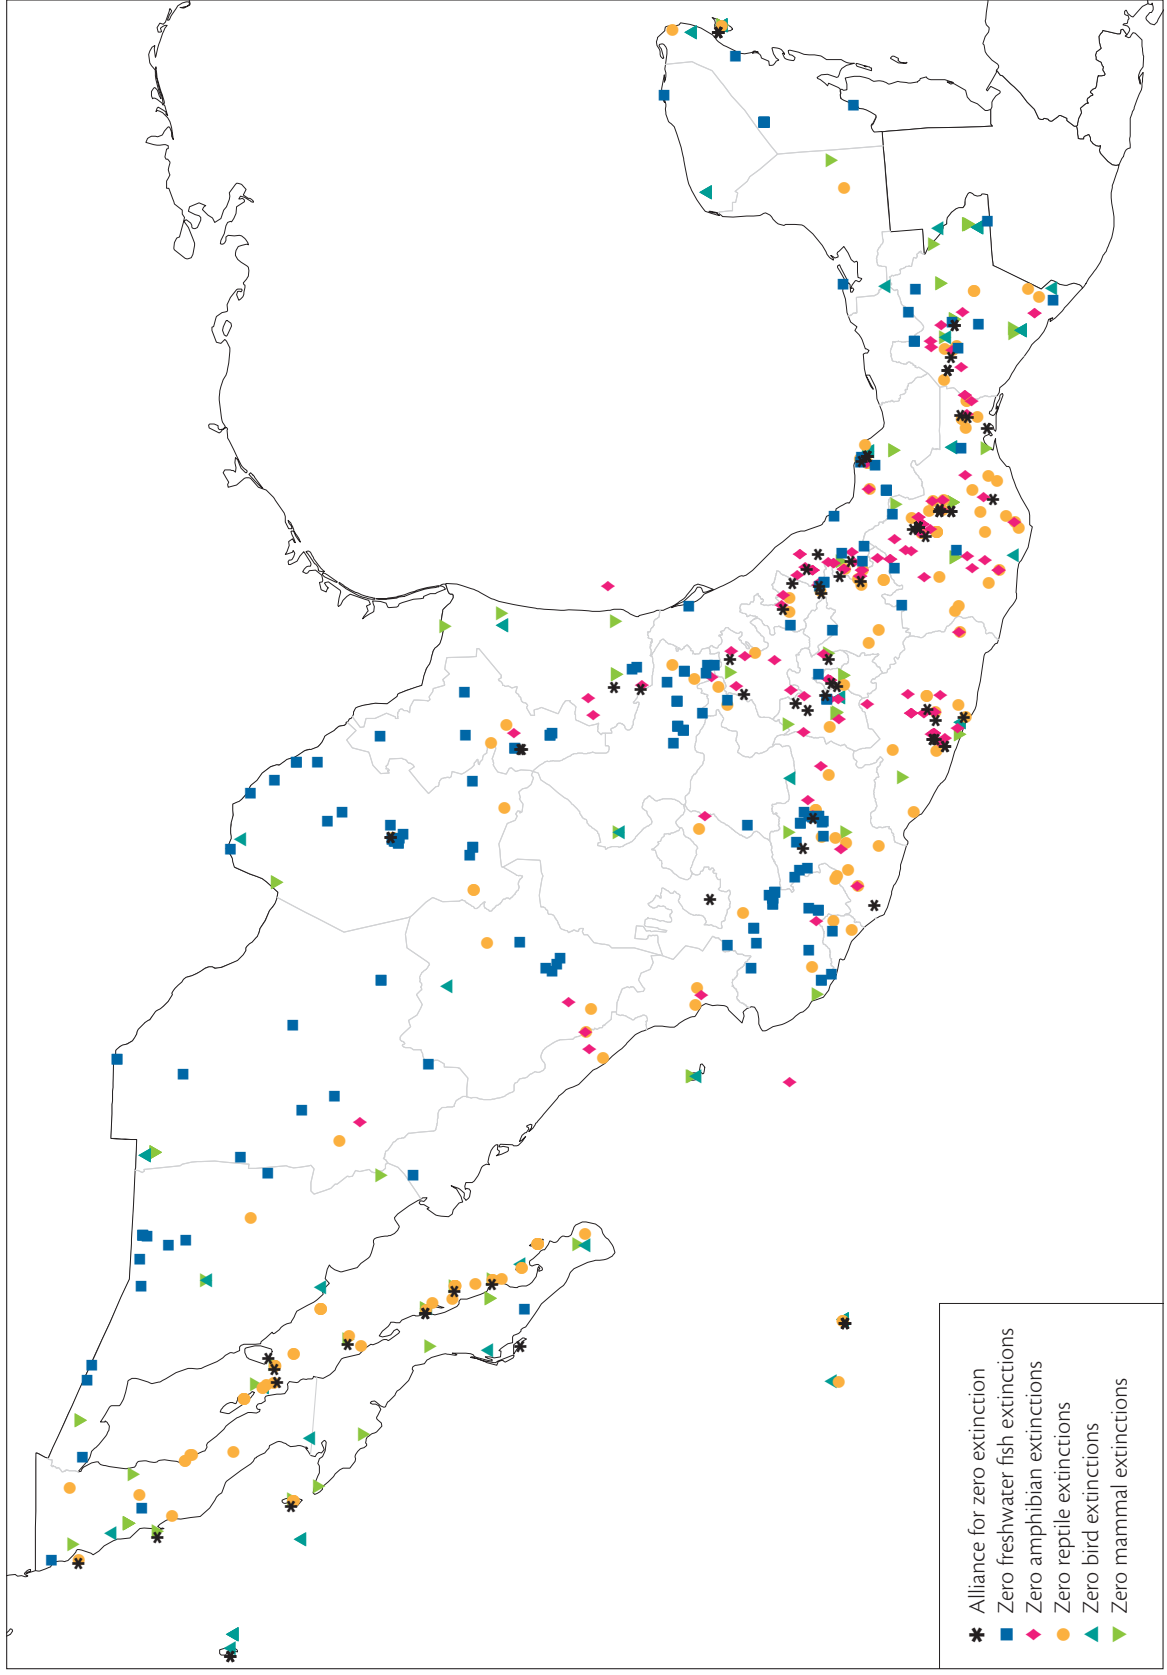 Alliance for zero extinction
Zero freshwater fish extinctions
Zero amphibian extinctions
Zero reptile extinctions
Zero bird extinctions
Zero mammal extinctions